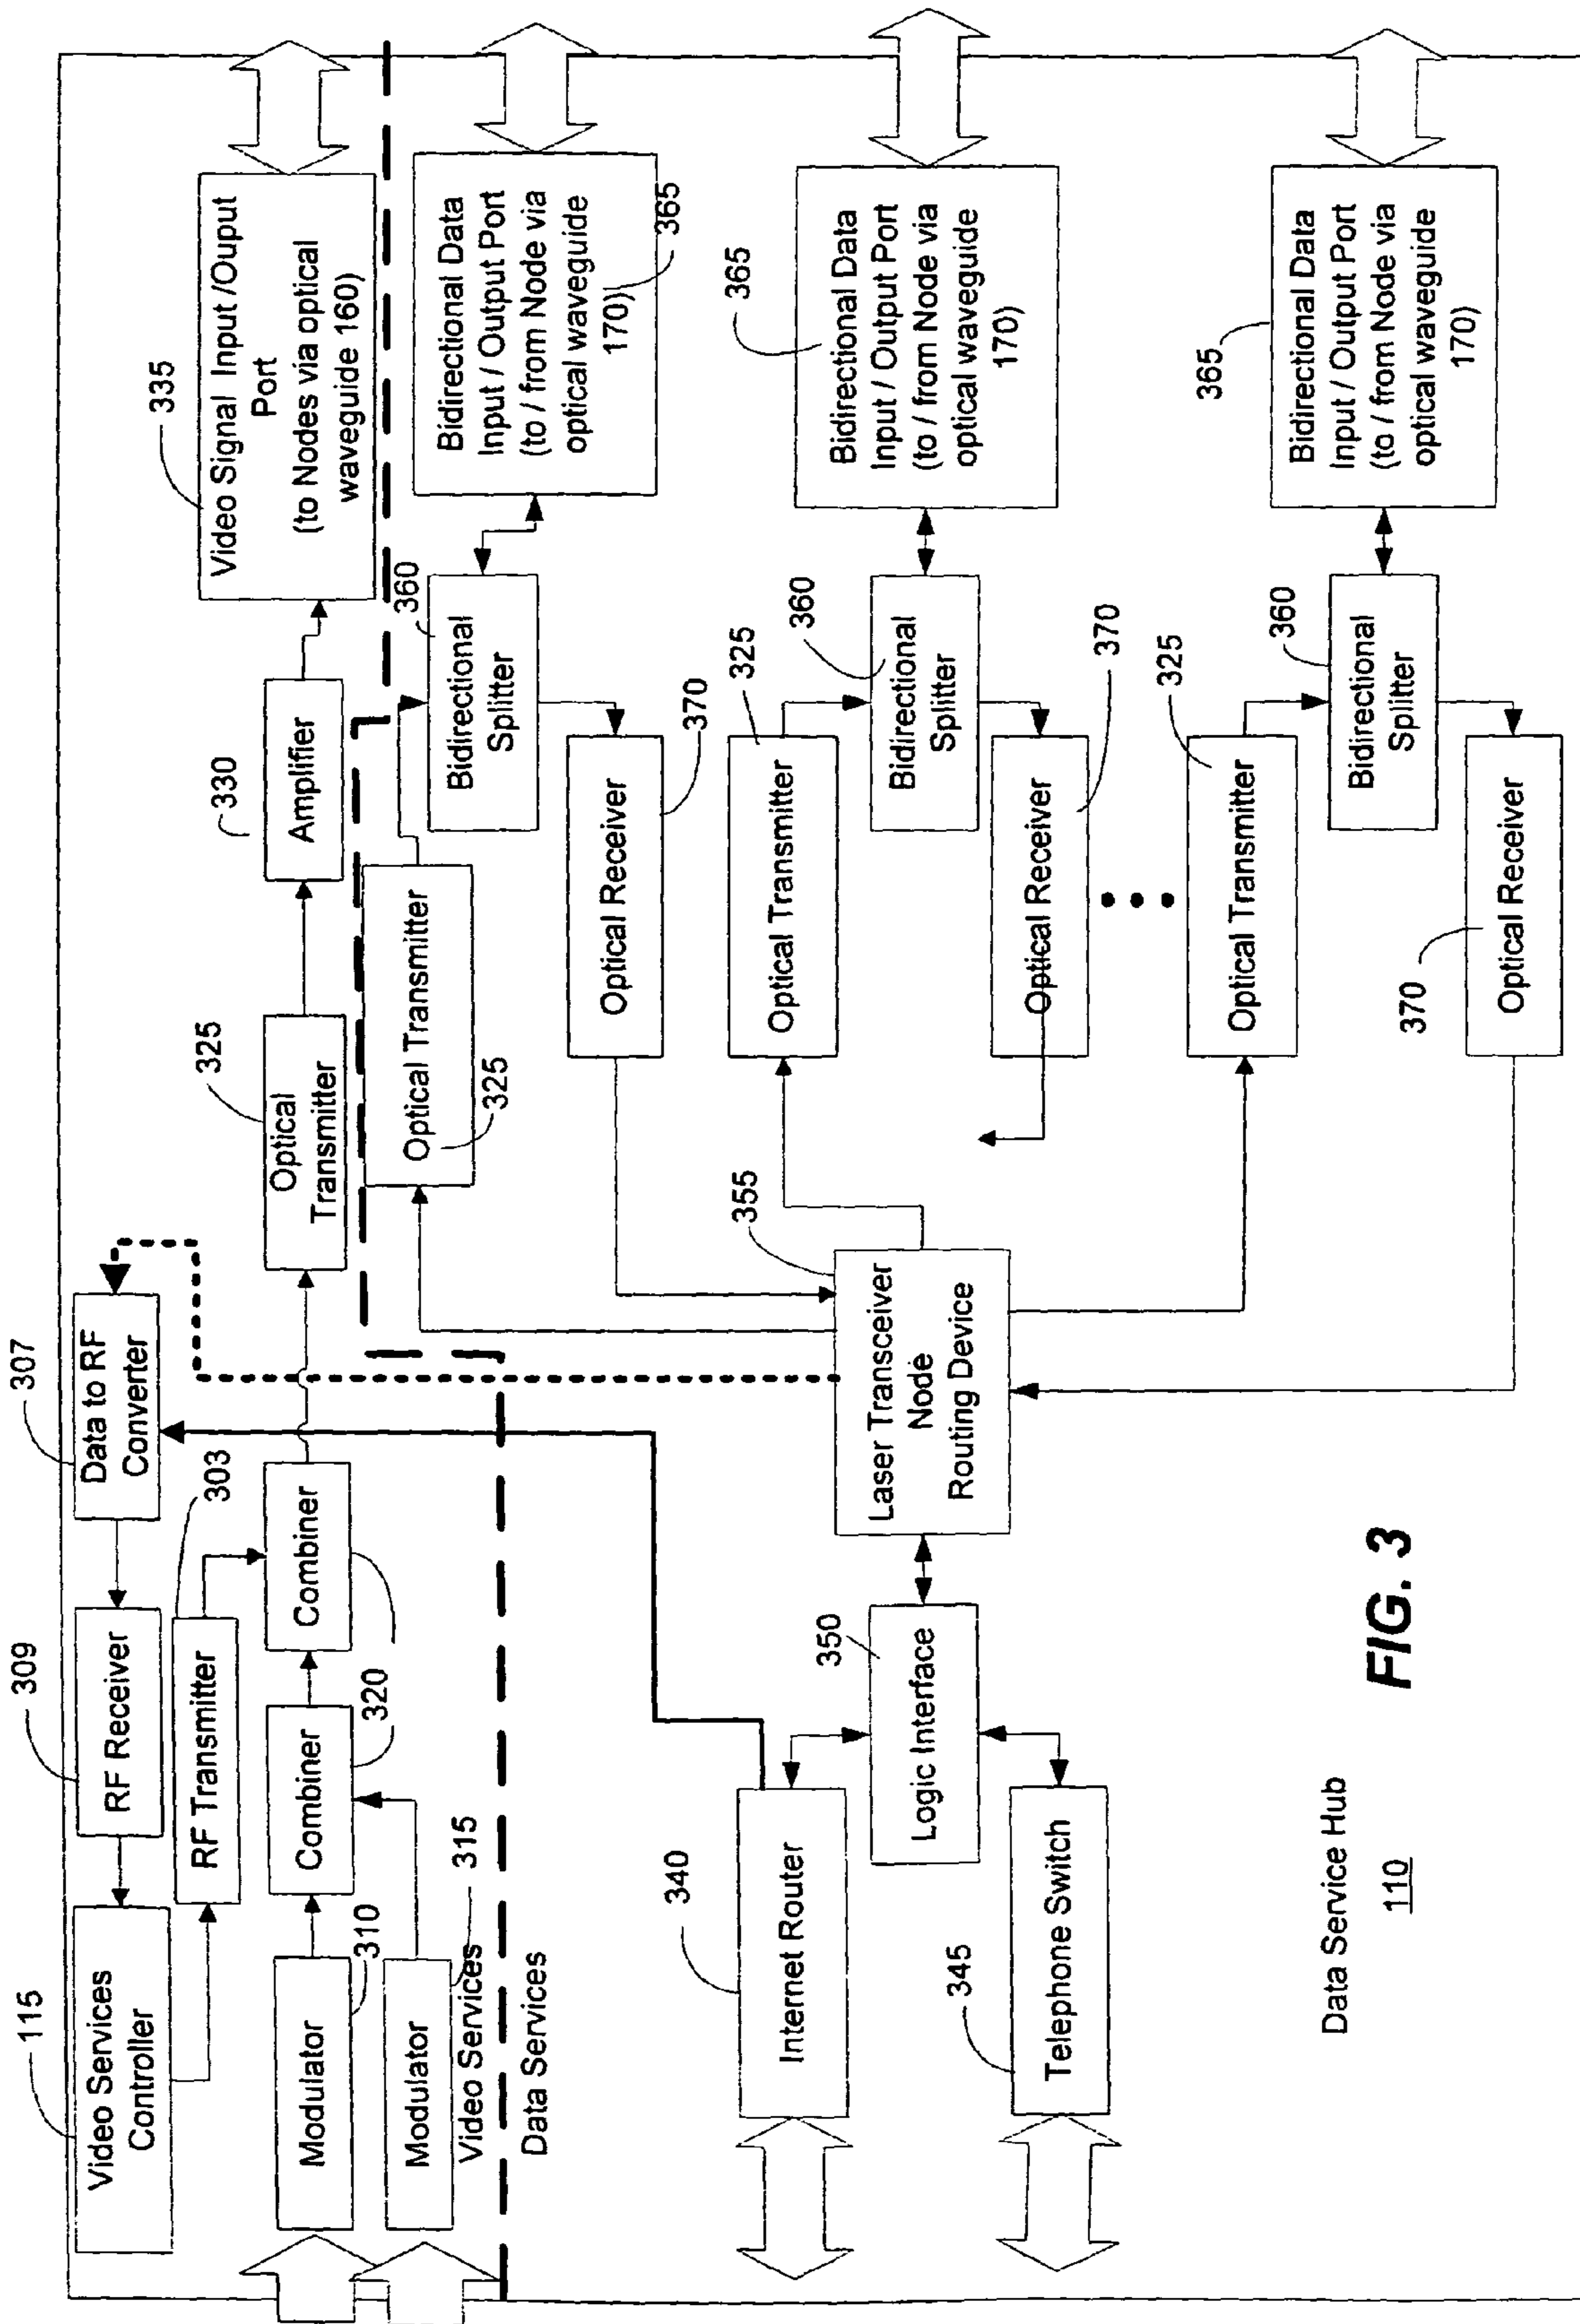 115
Video Services
Controller
309
RF Receiver
307
Data to RF
Converter
RF Transmitter
303
Modulator
310
Combiner
320
Combiner
325
Optical
Transmitter
330
Amplifier
335
Video Signal Input /Ouput
Port
(to Nodes via optical
waveguide 160)
Modulator
315
Video Services
Data Services
Optical Transmitter
325
360
Bidirectional
Splitter
Bidirectional Data
Input / Output Port
(to / from Node via
optical waveguide
170)
365
Optical Receiver
370
340
Internet Router
350
Logic Interface
355
Laser Transceiver
Node
Routing Device
Optical Transmitter
325
360
Bidirectional
Splitter
365
Bidirectional Data
Input / Output Port
(to / from Node via
optical waveguide
170)
Optical Receiver
370
345
Telephone Switch
Optical Transmitter
325
360
Bidirectional
Splitter
365
Bidirectional Data
Input / Output Port
(to / from Node via
optical waveguide
170)
370
Optical Receiver
Data Service Hub
110
FIG. 3